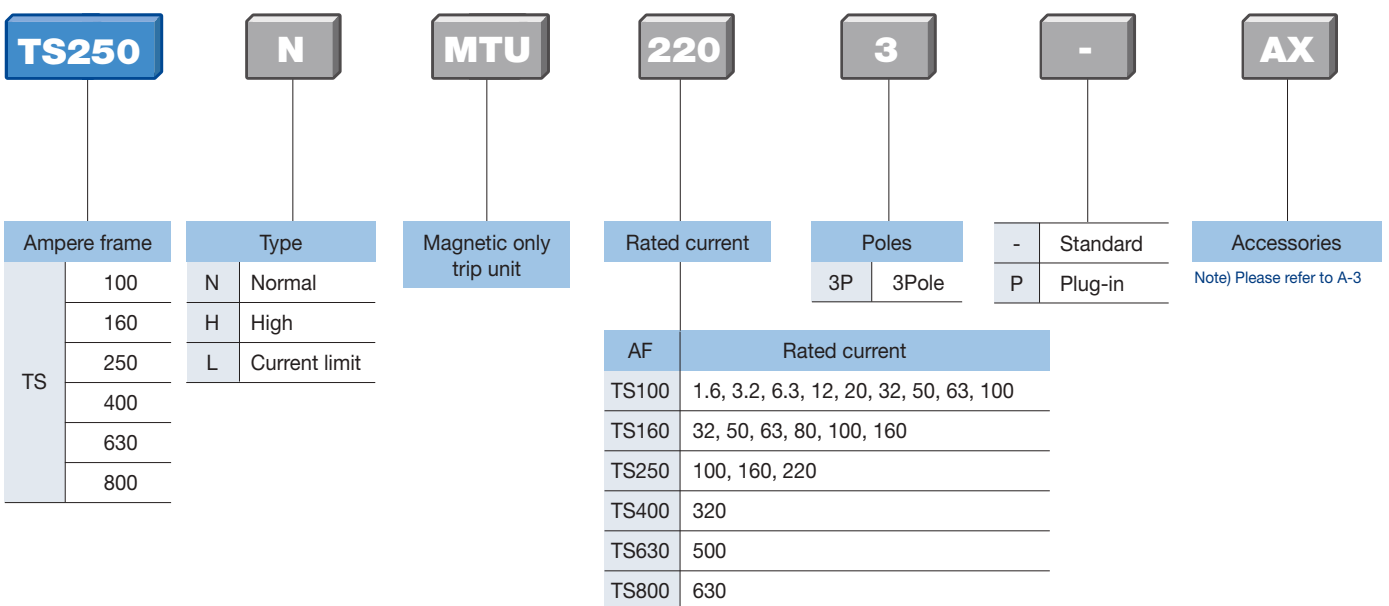 TS250 N MTU 220 3 - AX
Ampere frame
TS
100
160
250
400
630
800
Type
N Normal
H High
L Current limit
Magnetic only
trip unit
Rated current
AF Rated current
TS100 1.6, 3.2, 6.3, 12, 20, 32, 50, 63, 100
TS160 32, 50, 63, 80, 100, 160
TS250 100, 160, 220
TS400 320
TS630 500
TS800 630
Poles
3P 3Pole
- Standard
P Plug-in
Accessories
Note) Please refer to A-3